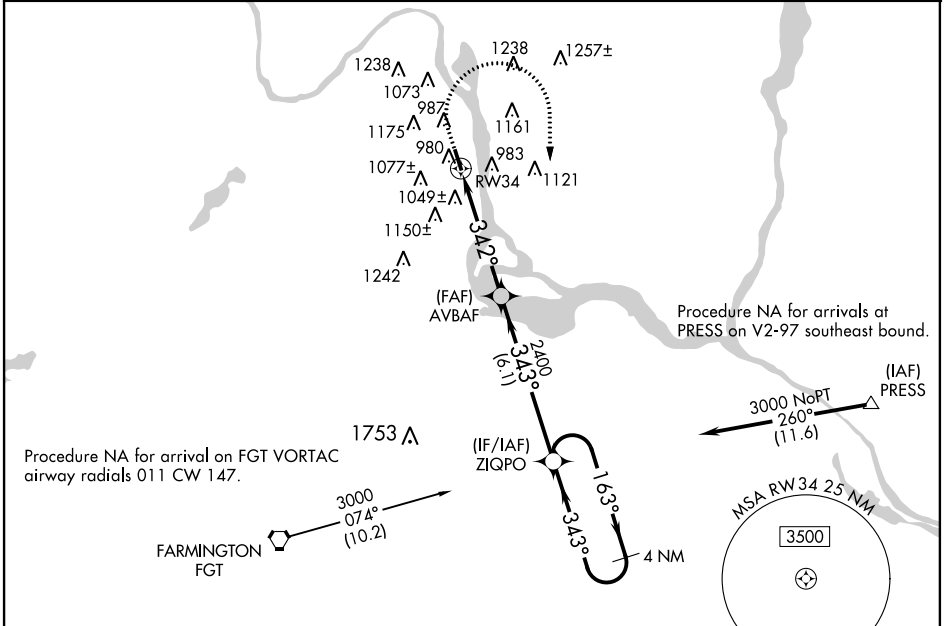 1238
1238
1257±
1073
987
1175
1161
980
983
RW34
1077±
1121
1049±
1150±
342°
1242
(FAF)
AVBAF
Procedure NA for arrivals at
PRESS on V2-97 southeast bound.
2400
343°
(6.1)
(IAF)
PRESS
3000 NoPT
260°
(11.6)
1753
(IF/IAF)
ZIQPO
Procedure NA for arrival on FGT VORTAC
airway radials 011 CW 147.
163°
343°
4 NM
3000
074°
(10.2)
FARMINGTON
FGT
MSA RW34 25 NM
3500